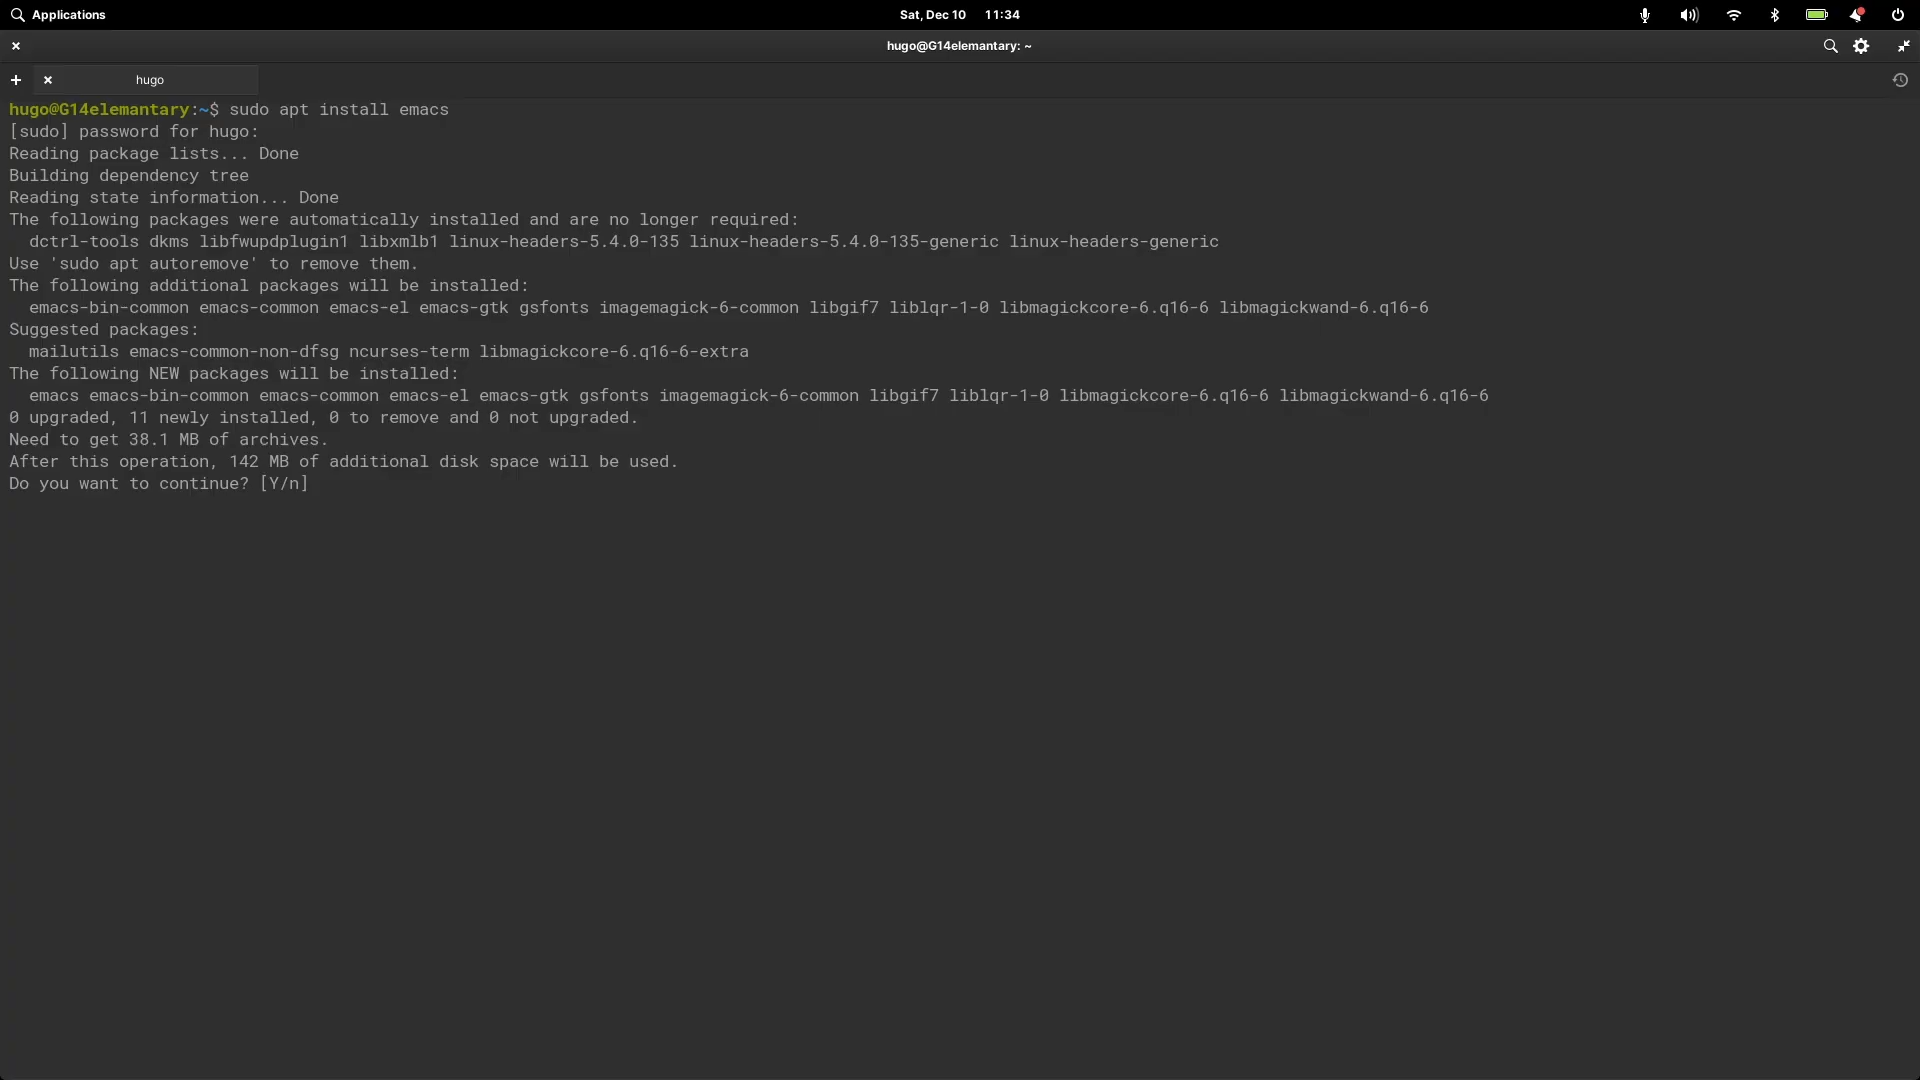 Applications
Sat, Dec 10 11:34
hugo@G14elemantary: ~
hugo
hugo@G14elemantary:~$ sudo apt install emacs
[sudo] password for hugo:
Reading package lists... Done
Building dependency tree
Reading state information... Done
The following packages were automatically installed and are no longer required:
  dctrl-tools dkms libfwupdplugin1 libxmlb1 linux-headers-5.4.0-135 linux-headers-5.4.0-135-generic linux-headers-generic
Use 'sudo apt autoremove' to remove them.
The following additional packages will be installed:
  emacs-bin-common emacs-common emacs-el emacs-gtk gsfonts imagemagick-6-common libgif7 liblqr-1-0 libmagickcore-6.q16-6 libmagickwand-6.q16-6
Suggested packages:
  mailutils emacs-common-non-dfsg ncurses-term libmagickcore-6.q16-6-extra
The following NEW packages will be installed:
  emacs emacs-bin-common emacs-common emacs-el emacs-gtk gsfonts imagemagick-6-common libgif7 liblqr-1-0 libmagickcore-6.q16-6 libmagickwand-6.q16-6
0 upgraded, 11 newly installed, 0 to remove and 0 not upgraded.
Need to get 38.1 MB of archives.
After this operation, 142 MB of additional disk space will be used.
Do you want to continue? [Y/n]